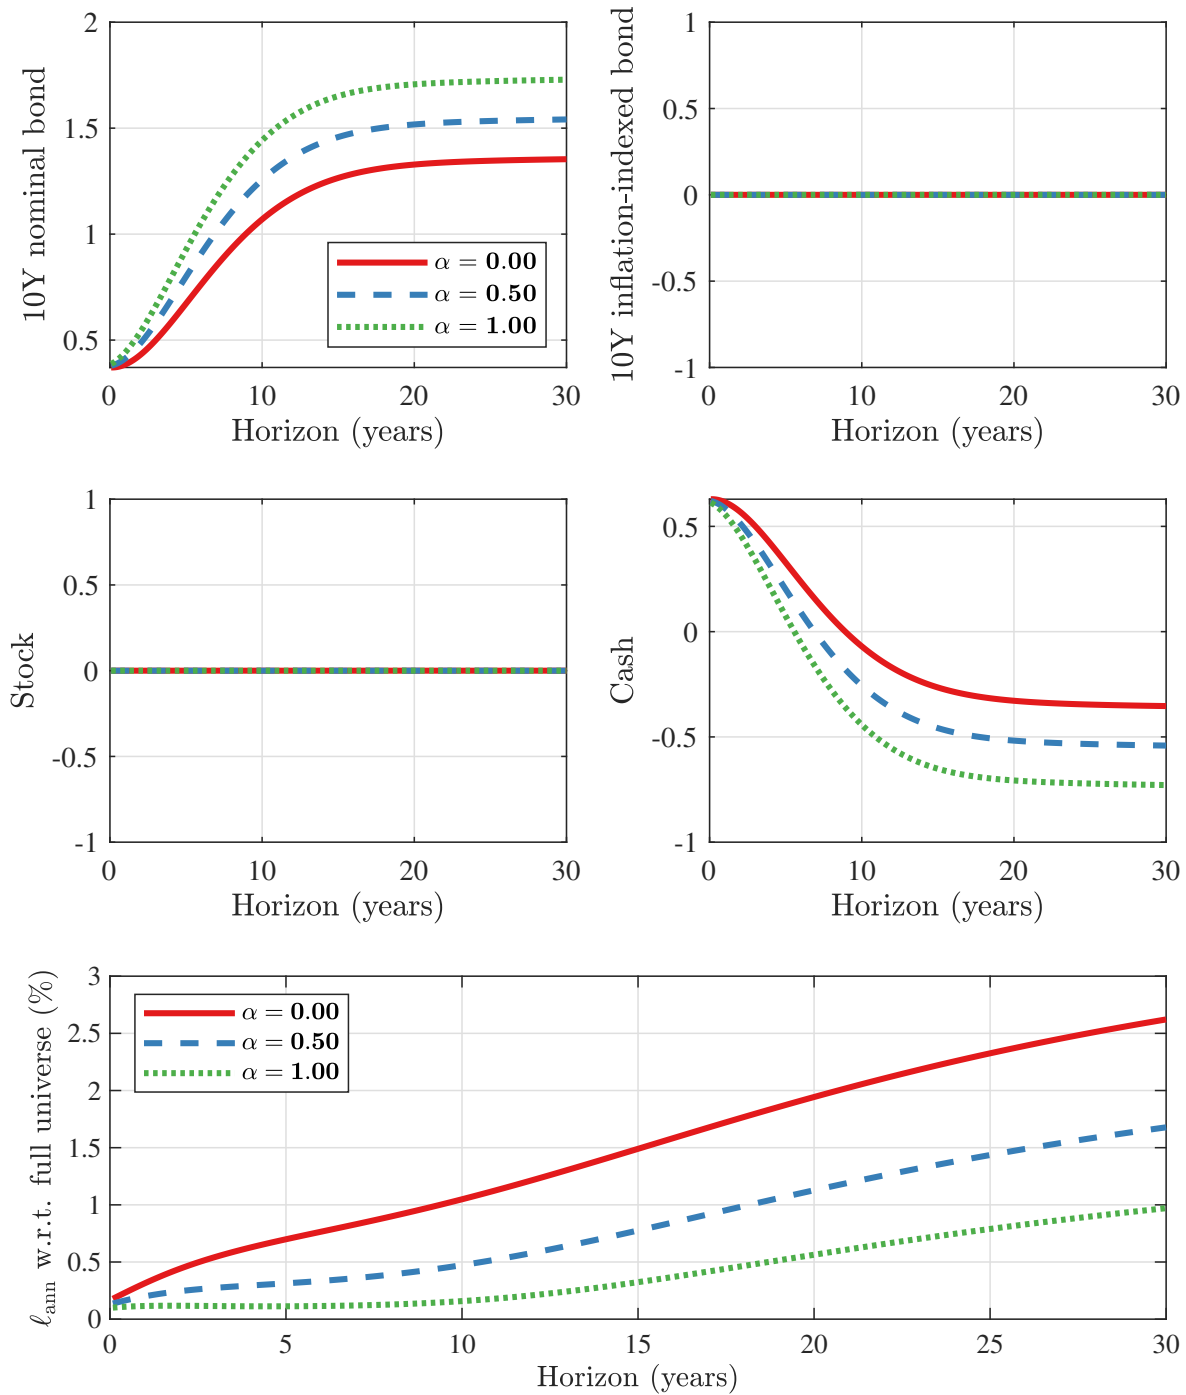 10Y nominal bond
2
1.5
1
0.5
0 10 20 30
Horizon (years)
α = 0.00
α = 0.50
α = 1.00
10Y inflation-indexed bond
1
0.5
0
-0.5
-1
0 10 20 30
Horizon (years)
Stock
1
0.5
0
-0.5
-1
0 10 20 30
Horizon (years)
Cash
0.5
0
-0.5
-1
0 10 20 30
Horizon (years)
ℓann w.r.t. full universe (%)
3
2.5
2
1.5
1
0.5
0
0 5 10 15 20 25 30
Horizon (years)
α = 0.00
α = 0.50
α = 1.00